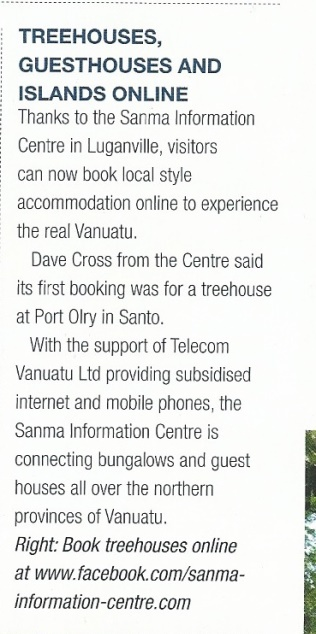 TREEHOUSES,
GUESTHOUSES AND
ISLANDS ONLINE
Thanks to the Sanma Information
Centre in Luganville, visitors
can now book local style
accommodation online to experience
the real Vanuatu.
Dave Cross from the Centre said
its first booking was for a treehouse
at Port Olry in Santo.
With the support of Telecom
Vanuatu Ltd providing subsidised
internet and mobile phones, the
Sanma Information Centre is
connecting bungalows and guest
houses all over the northern
provinces of Vanuatu.
Right: Book treehouses online
at www.facebook.com/sanma-
information-centre.com